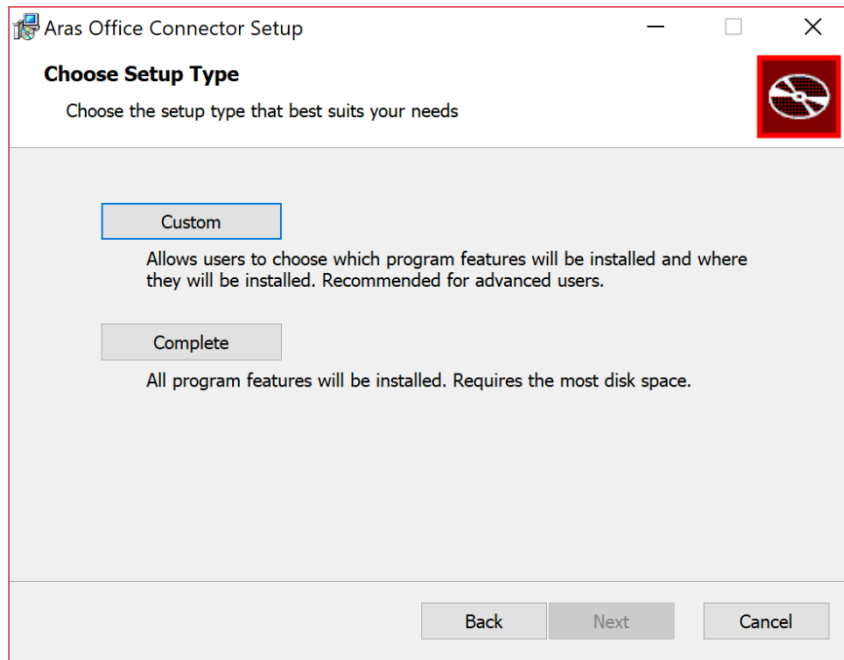 Aras Office Connector Setup
Choose Setup Type
Choose the setup type that best suits your needs
Custom
Allows users to choose which program features will be installed and where
they will be installed. Recommended for advanced users.
Complete
All program features will be installed. Requires the most disk space.
Back
Next
Cancel